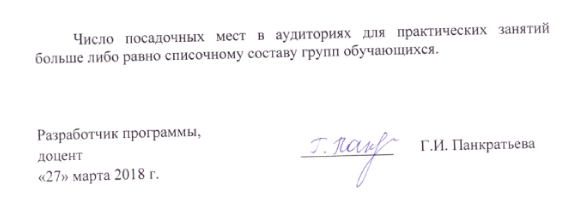 Число посадочных мест в аудиториях для практических занятий
больше либо равно списочному составу групп обучающихся.
Разработчик программы,
доцент Г. Панкр Г.И. Панкратьева
«27» марта 2018 г.